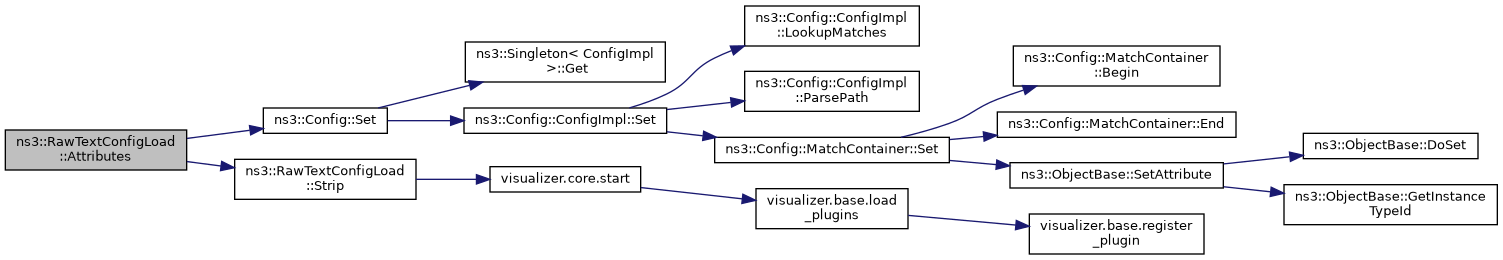 ns3::RawTextConfigLoad
::Attributes
ns3::Config::Set
ns3::Singleton< ConfigImpl
>::Get
ns3::Config::ConfigImpl::Set
ns3::Config::ConfigImpl
::LookupMatches
ns3::Config::ConfigImpl
::ParsePath
ns3::Config::MatchContainer::Set
ns3::Config::MatchContainer
::Begin
ns3::Config::MatchContainer::End
ns3::ObjectBase::SetAttribute
ns3::ObjectBase::DoSet
ns3::ObjectBase::GetInstance
TypeId
ns3::RawTextConfigLoad
::Strip
visualizer.core.start
visualizer.base.load
_plugins
visualizer.base.register
_plugin